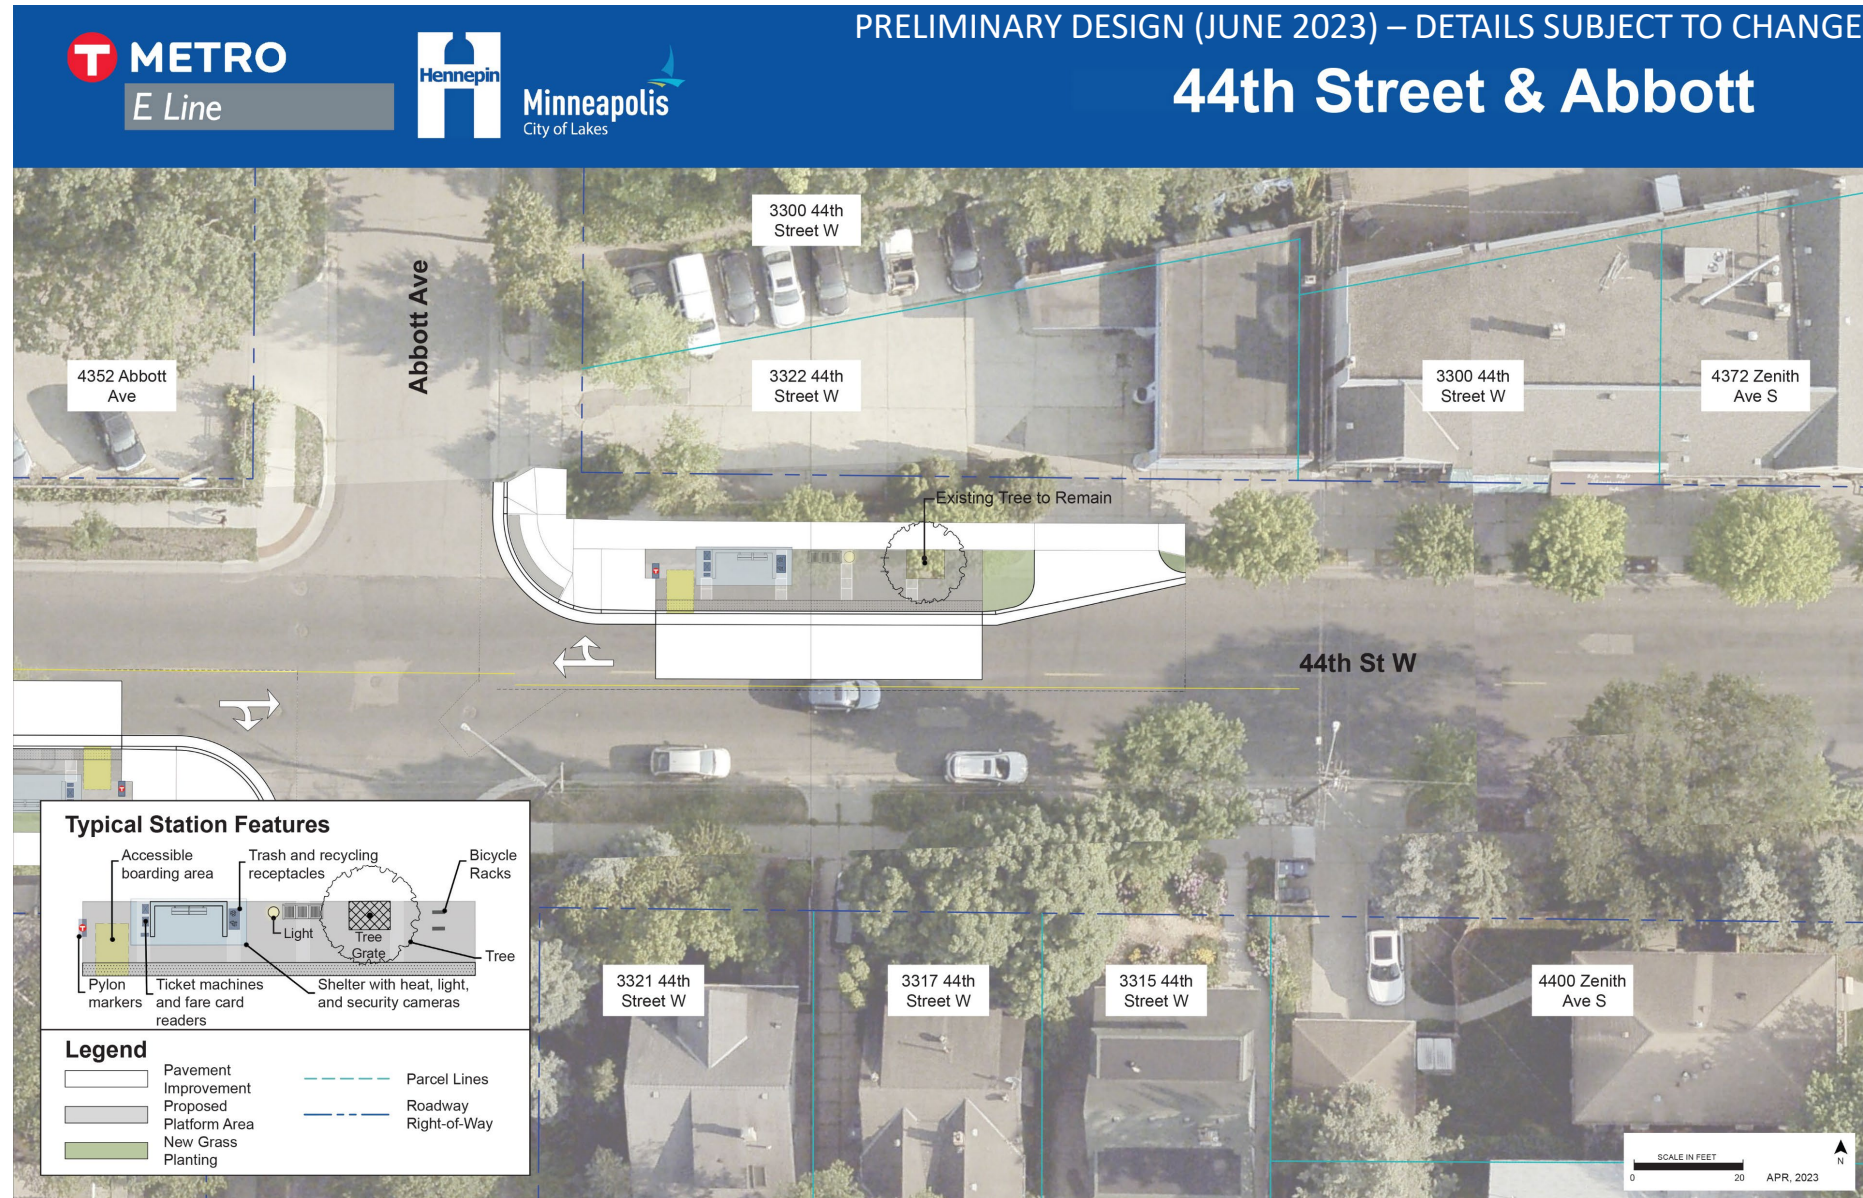 PRELIMINARY DESIGN (JUNE 2023) – DETAILS SUBJECT TO CHANGE
44th Street & Abbott
T METRO
E Line
Hennepin
Minneapolis
City of Lakes
3300 44th
Street W
Abbott Ave
4352 Abbott
Ave
3322 44th
Street W
3300 44th
Street W
4372 Zenith
Ave S
Existing Tree to Remain
T
44th St W
T
Typical Station Features
Accessible
boarding area
Trash and recycling
receptacles
Bicycle
Racks
T
Light
Tree
Grate
Tree
Pylon
markers
Ticket machines
and fare card
readers
Shelter with heat, light,
and security cameras
Legend
Pavement
Improvement
Proposed
Platform Area
New Grass
Planting
Parcel Lines
Roadway
Right-of-Way
3321 44th
Street W
3317 44th
Street W
3315 44th
Street W
4400 Zenith
Ave S
SCALE IN FEET
0 20
APR, 2023
N